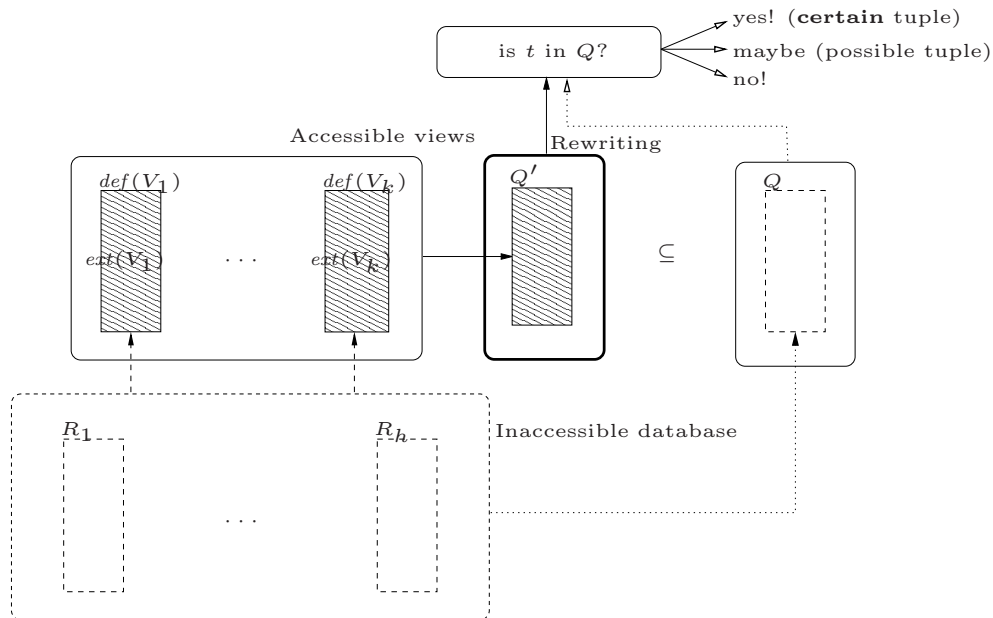 yes! (certain tuple)
is t in Q?
maybe (possible tuple)
no!
Accessible views
Rewriting
def(V1)
def(Vk)
Q′
Q
ext(V1)
· · ·
ext(Vk)
⊆
R1
Rh
Inaccessible database
· · ·